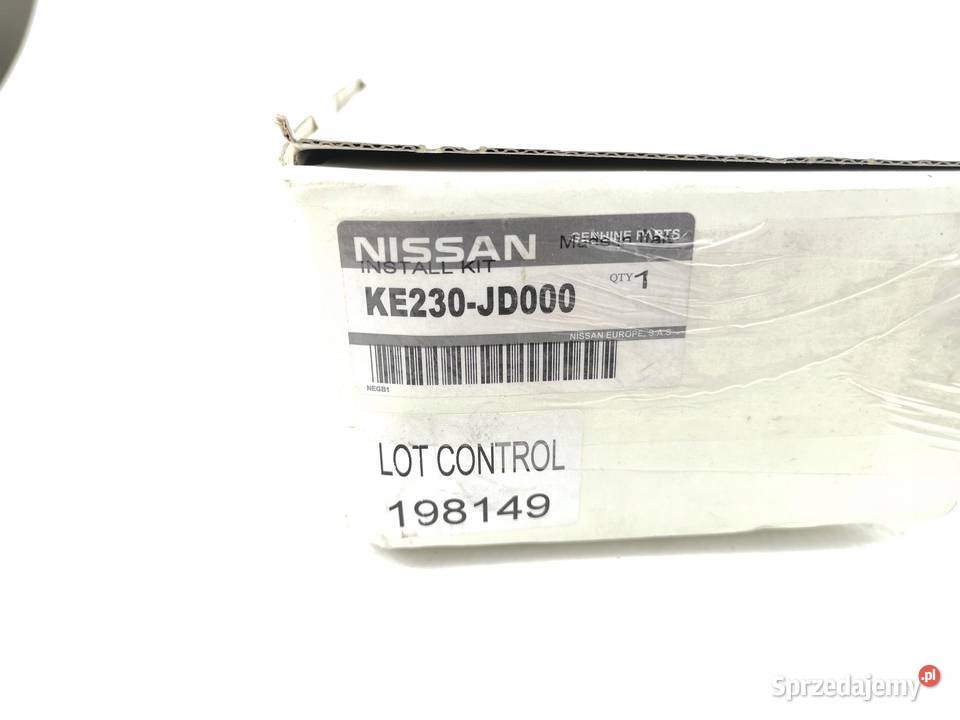 NISSAN
GENUINE PARTS
Made in Italy
INSTALL KIT
QTY 1
KE230-JD000
NISSAN EUROPE, S.A.S
NEGB1
LOT CONTROL
198149
Sprzedajemy.pl